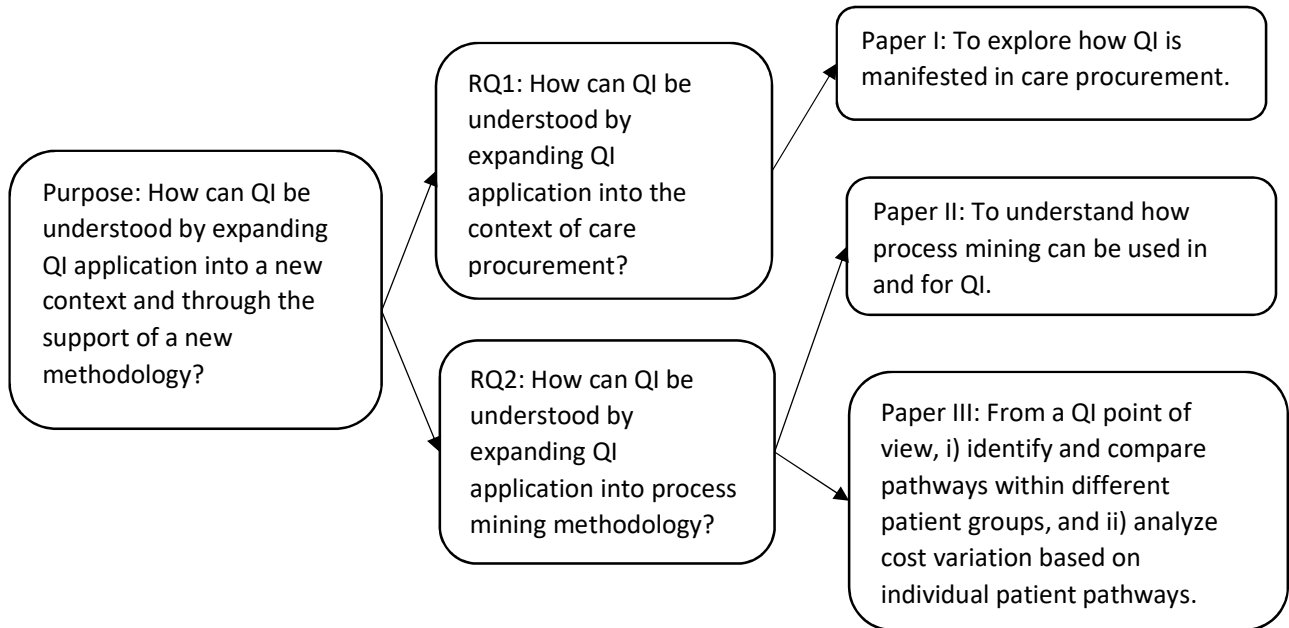 Purpose: How can QI be
understood by expanding
QI application into a new
context and through the
support of a new
methodology?
RQ1: How can QI be
understood by
expanding QI
application into the
context of care
procurement?
RQ2: How can QI be
understood by
expanding QI
application into process
mining methodology?
Paper I: To explore how QI is
manifested in care procurement.
Paper II: To understand how
process mining can be used in
and for QI.
Paper III: From a QI point of
view, i) identify and compare
pathways within different
patient groups, and ii) analyze
cost variation based on
individual patient pathways.